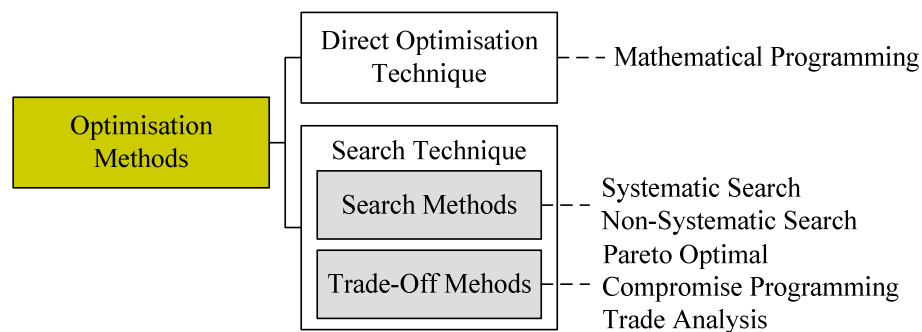 Optimisation
Methods
Direct Optimisation
Technique
Mathematical Programming
Search Technique
Search Methods
Systematic Search
Non-Systematic Search
Trade-Off Mehods
Pareto Optimal
Compromise Programming
Trade Analysis